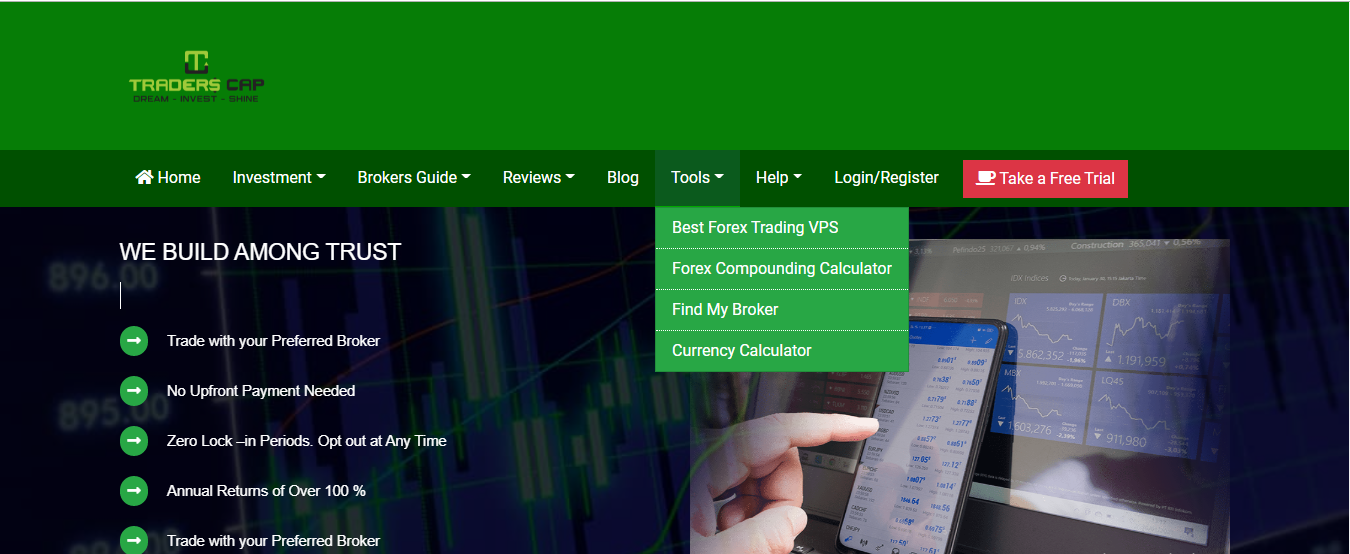 TRADERS CAP
DREAM - INVEST - SHINE
Home Investment Brokers Guide Reviews Blog Tools Help Login/Register Take a Free Trial
Best Forex Trading VPS
Forex Compounding Calculator
Find My Broker
Currency Calculator
WE BUILD AMONG TRUST
Trade with your Preferred Broker
No Upfront Payment Needed
Zero Lock –in Periods. Opt out at Any Time
Annual Returns of Over 100 %
Trade with your Preferred Broker
896.00
895.00
Construction 365,041 0,56%
IDX Indices
IDX
DBX
5.862,352
1.191,959
MBX
LQ45
1.603,276
911,980